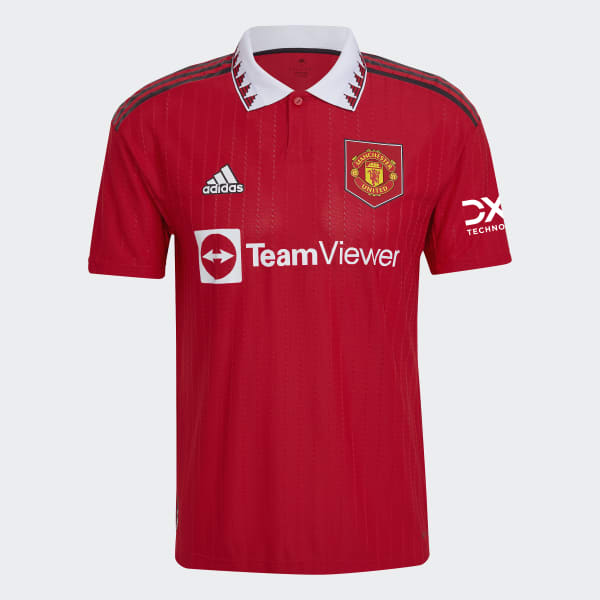 adidas
MANCHESTER
UNITED
DX
TECHNO
TeamViewer